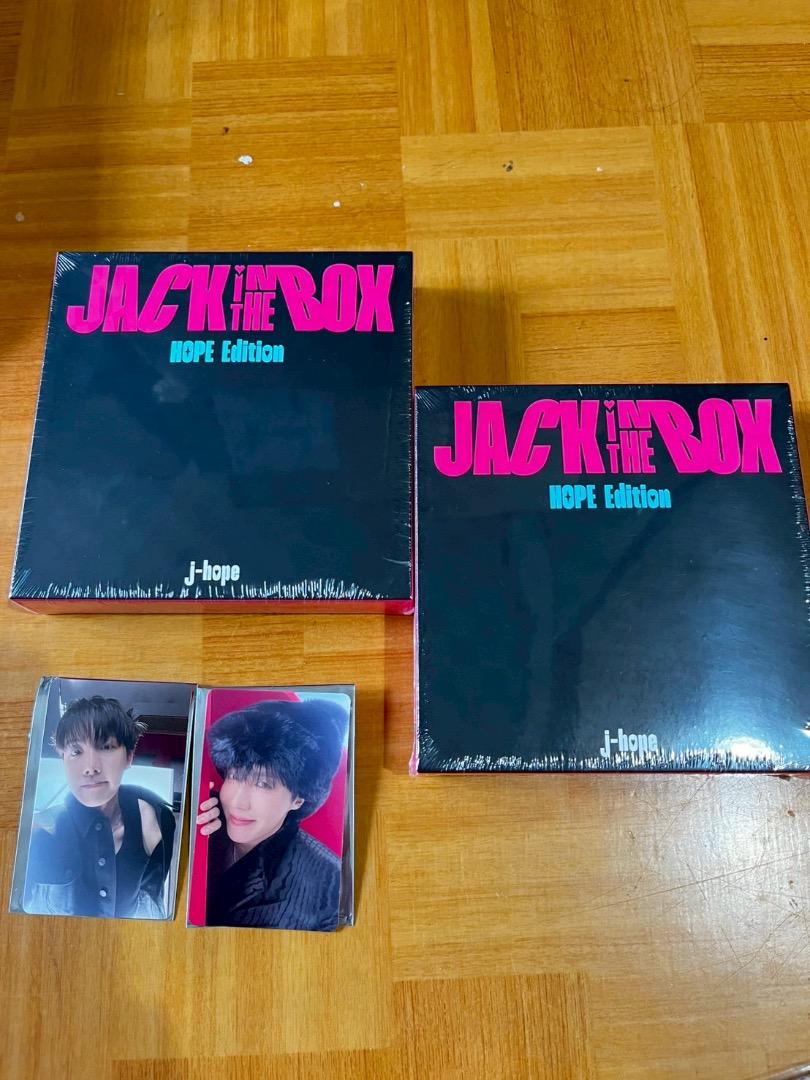 JACK IN THE BOX
HOPE Edition
j-hope
JACK IN THE BOX
HOPE Edition
j-hope